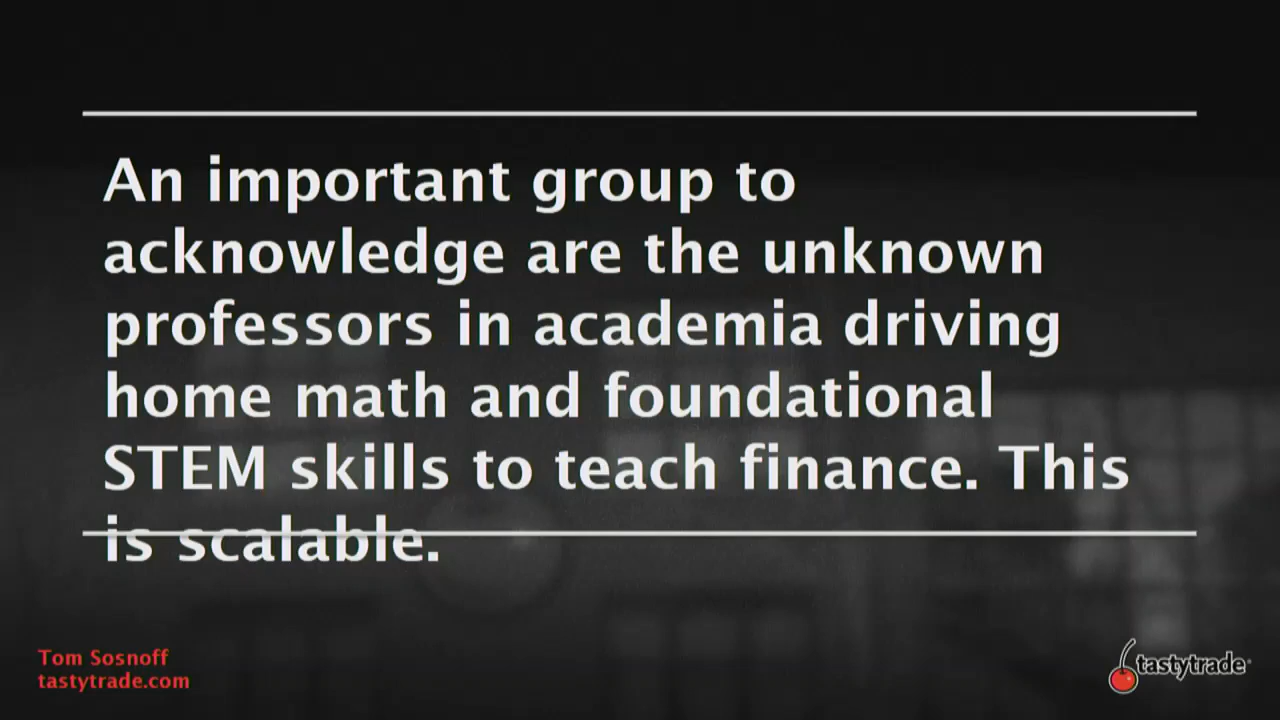 An important group to
acknowledge are the unknown
professors in academia driving
home math and foundational
STEM skills to teach finance. This
is scalable.
Tom Sosnoff
tastytrade.com
tastytrade